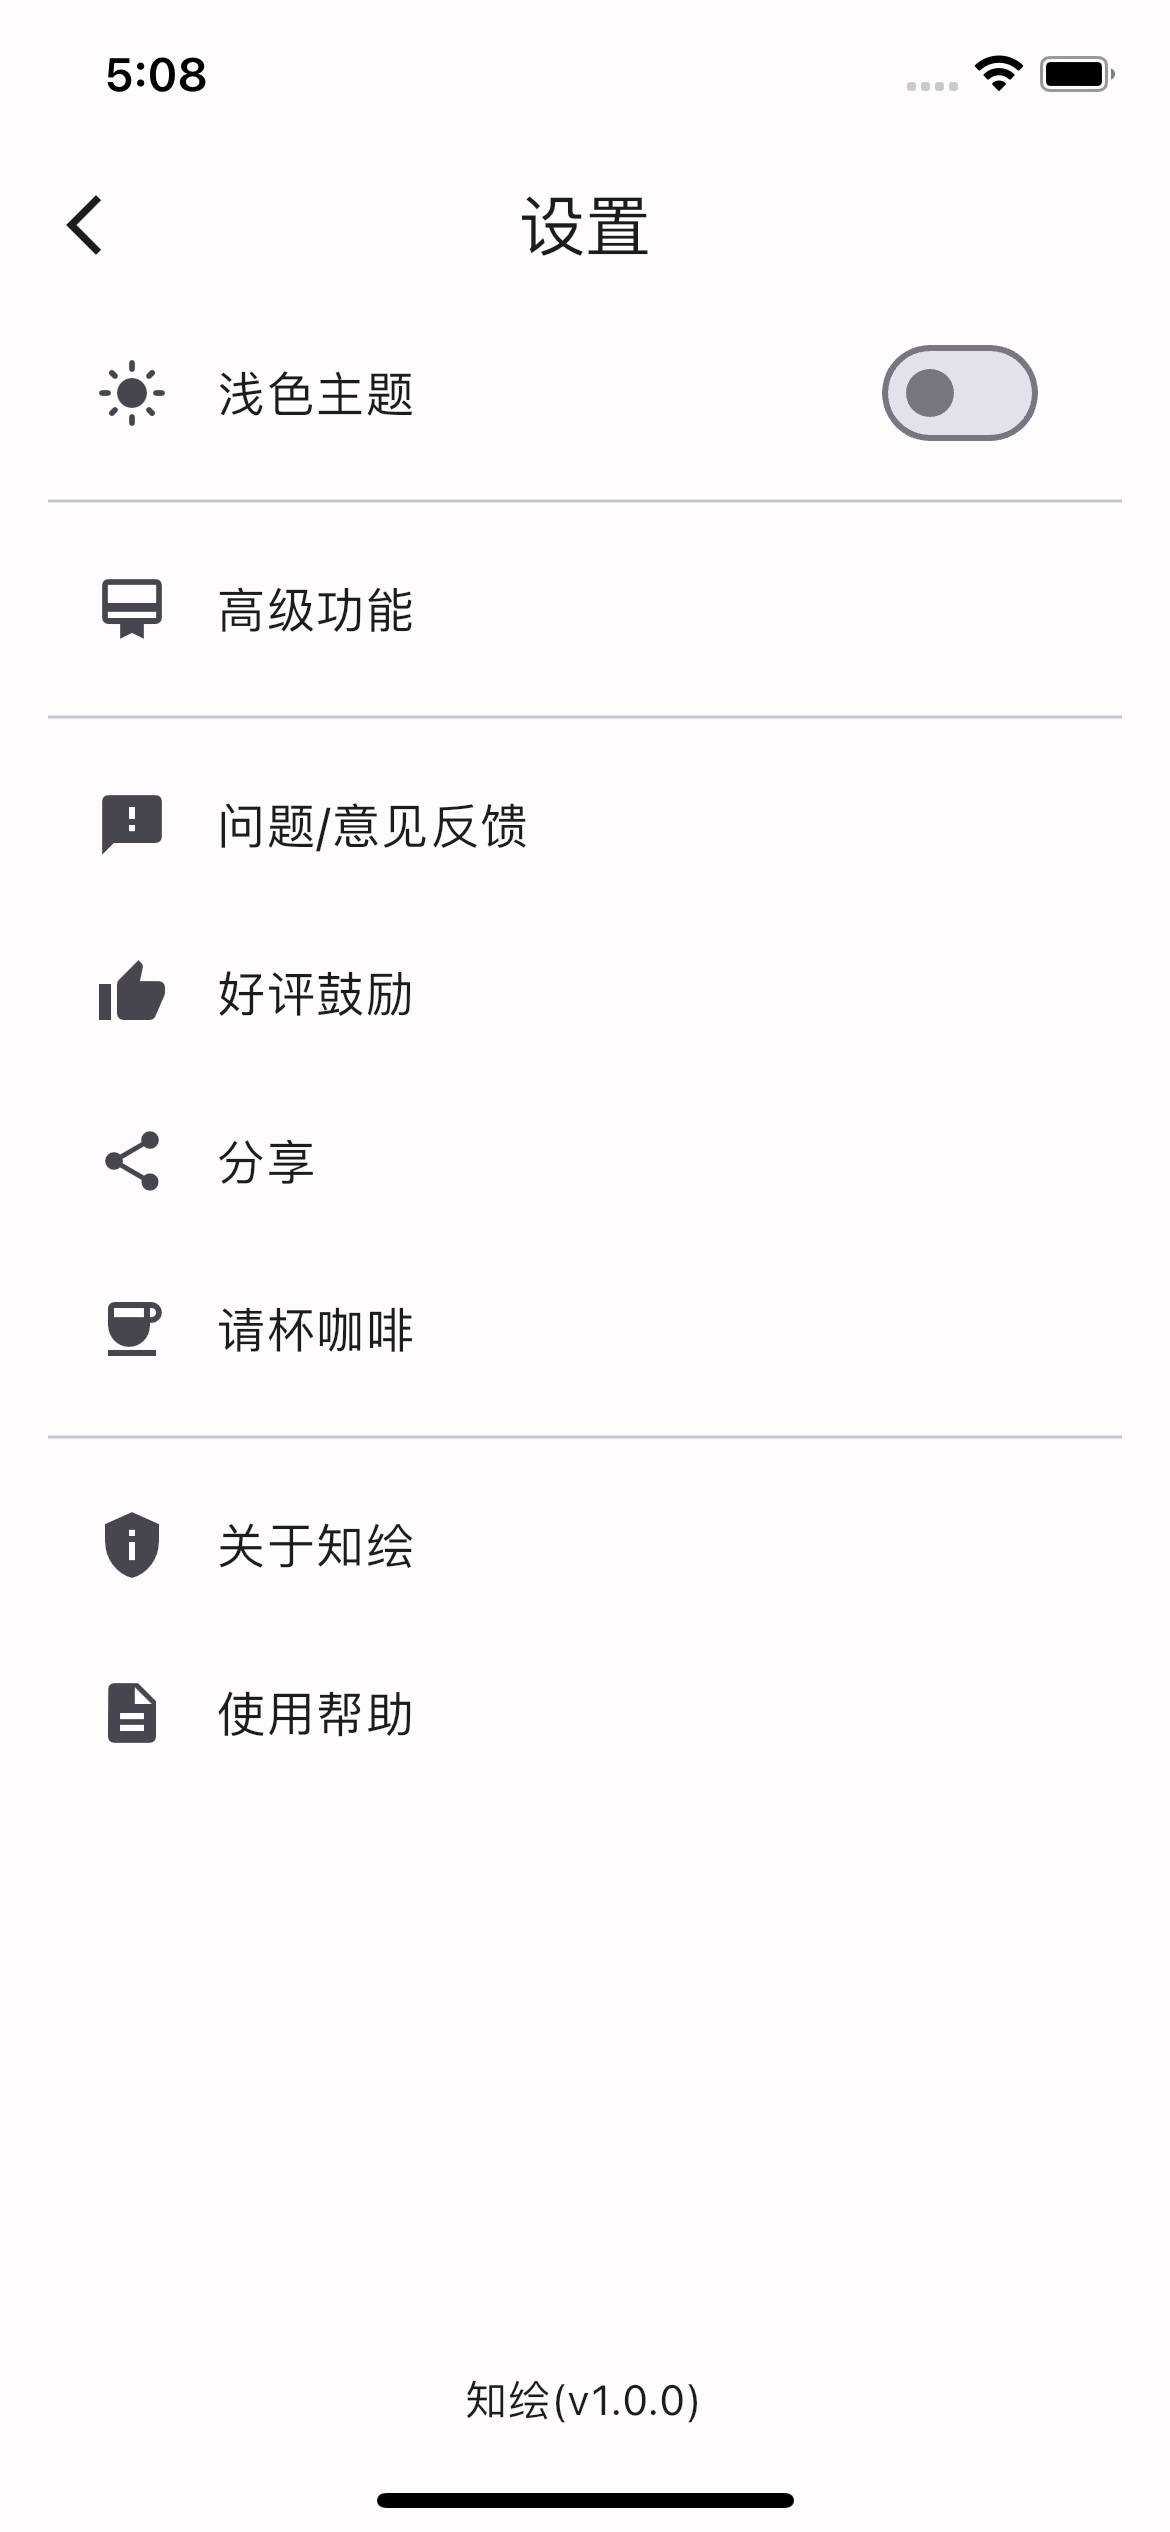 5:08
设置
浅色主题
高级功能
问题/意见反馈
好评鼓励
分享
请杯咖啡
关于知绘
使用帮助
知绘(v1.0.0)